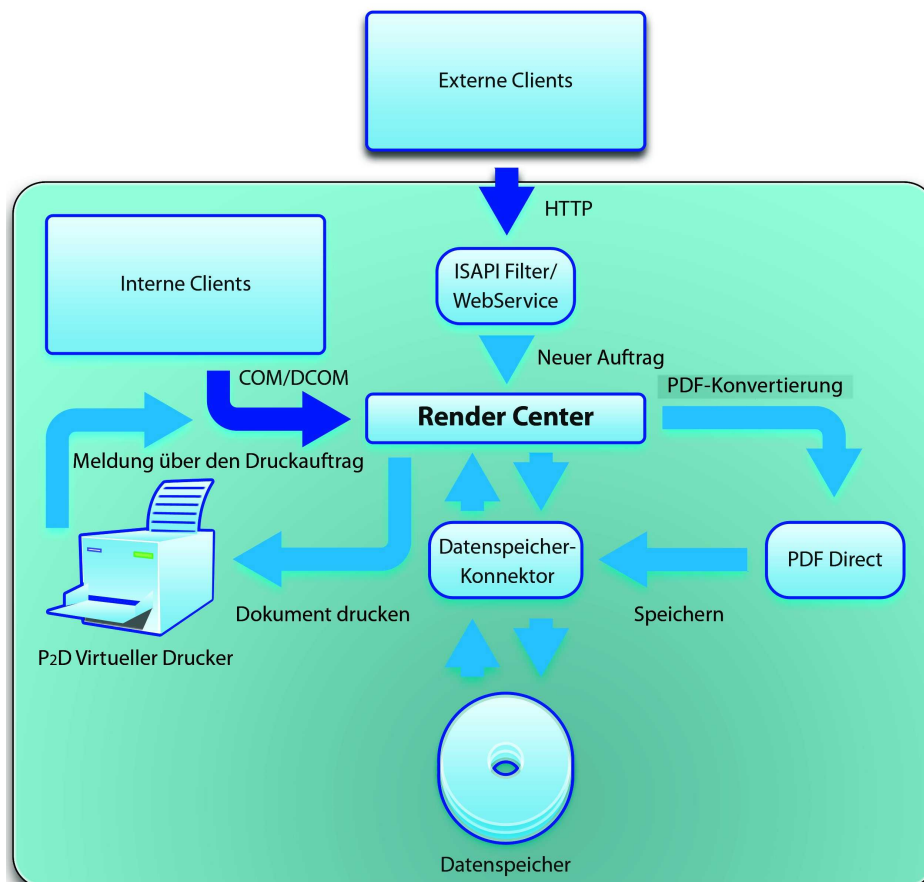 Externe Clients
HTTP
Interne Clients
ISAPI Filter/
WebService
Neuer Auftrag
COM/DCOM
PDF-Konvertierung
Render Center
Meldung über den Druckauftrag
Datenspeicher-
Konnektor
PDF Direct
Dokument drucken
Speichern
P2D Virtueller Drucker
Datenspeicher